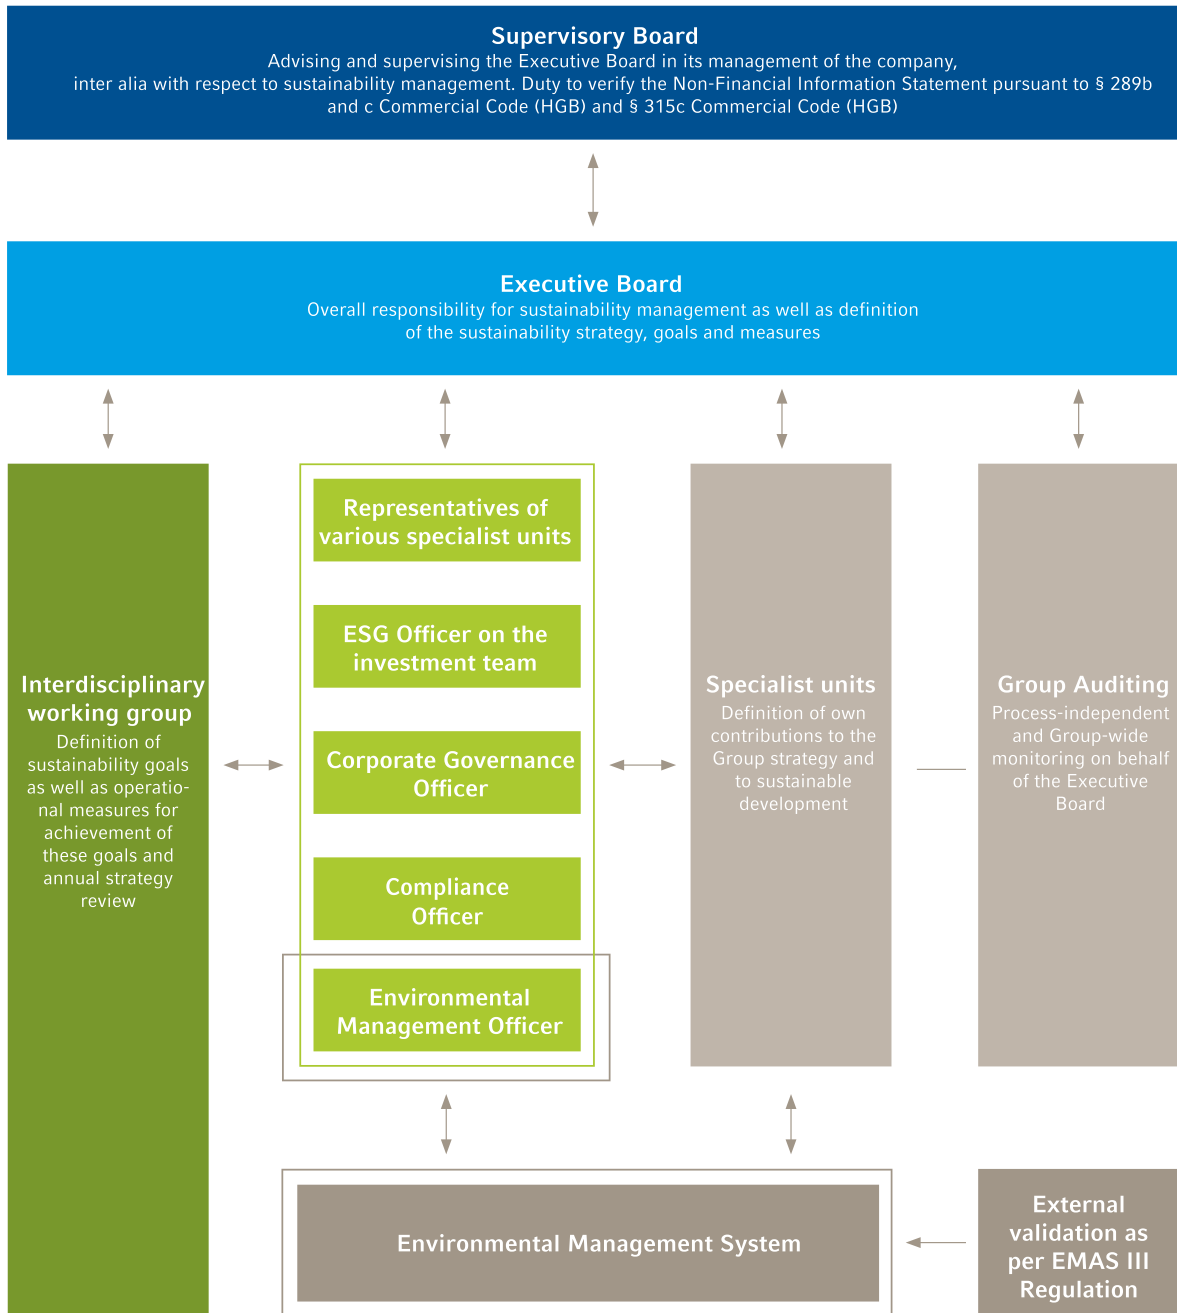 Supervisory Board
Advising and supervising the Executive Board in its management of the company,
inter alia with respect to sustainability management. Duty to verify the Non-Financial Information Statement pursuant to § 289b
and c Commercial Code (HGB) and § 315c Commercial Code (HGB)
Executive Board
Overall responsibility for sustainability management as well as definition
of the sustainability strategy, goals and measures
Interdisciplinary
working group
Definition of
sustainability goals
as well as operatio-
nal measures for
achievement of
these goals and
annual strategy
review
Representatives of
various specialist units
ESG Officer on the
investment team
Corporate Governance
Officer
Compliance
Officer
Environmental
Management Officer
Specialist units
Definition of own
contributions to the
Group strategy and
to sustainable
development
Group Auditing
Process-independent
and Group-wide
monitoring on behalf
of the Executive
Board
Environmental Management System
External
validation as
per EMAS III
Regulation